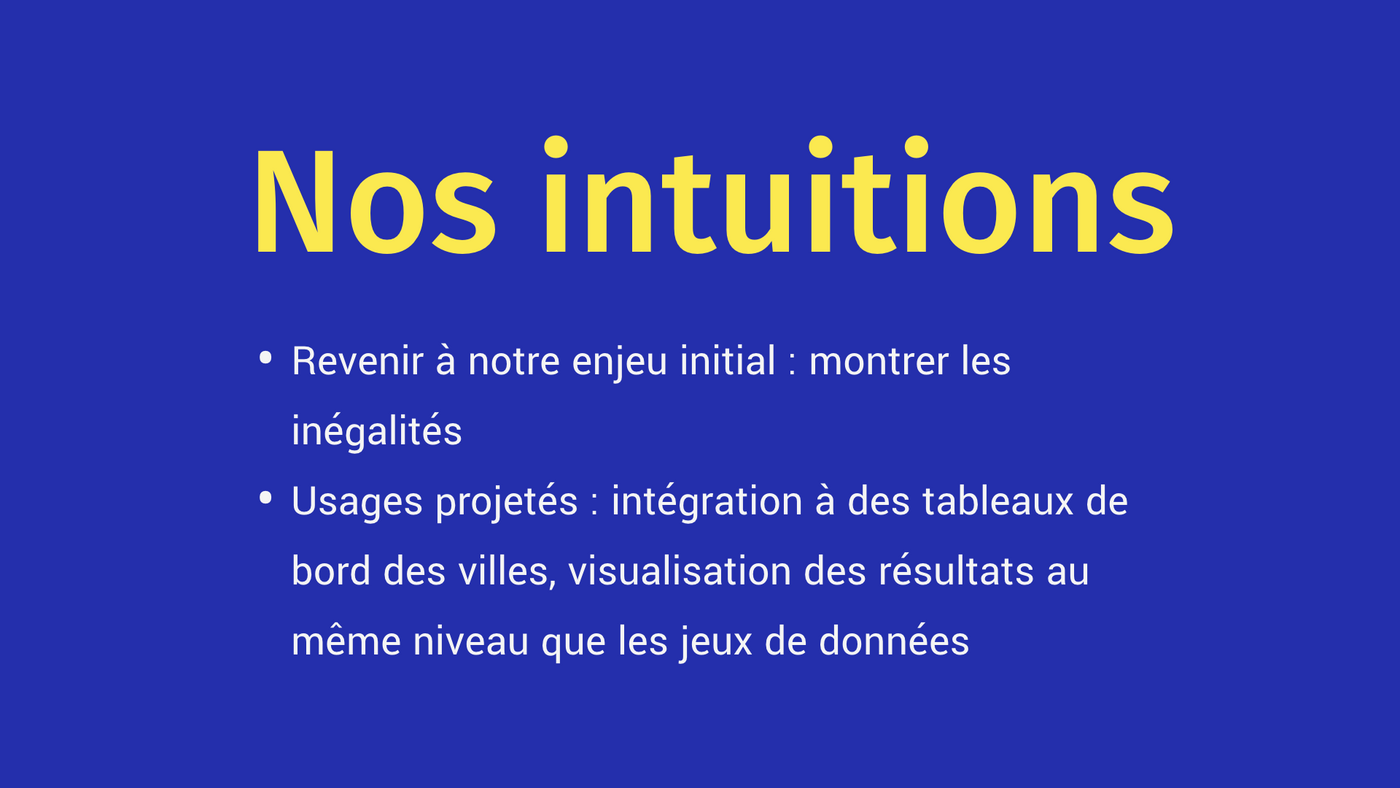 Nos intuitions
• Revenir à notre enjeu initial : montrer les
inégalités
• Usages projetés : intégration à des tableaux de
bord des villes, visualisation des résultats au
même niveau que les jeux de données